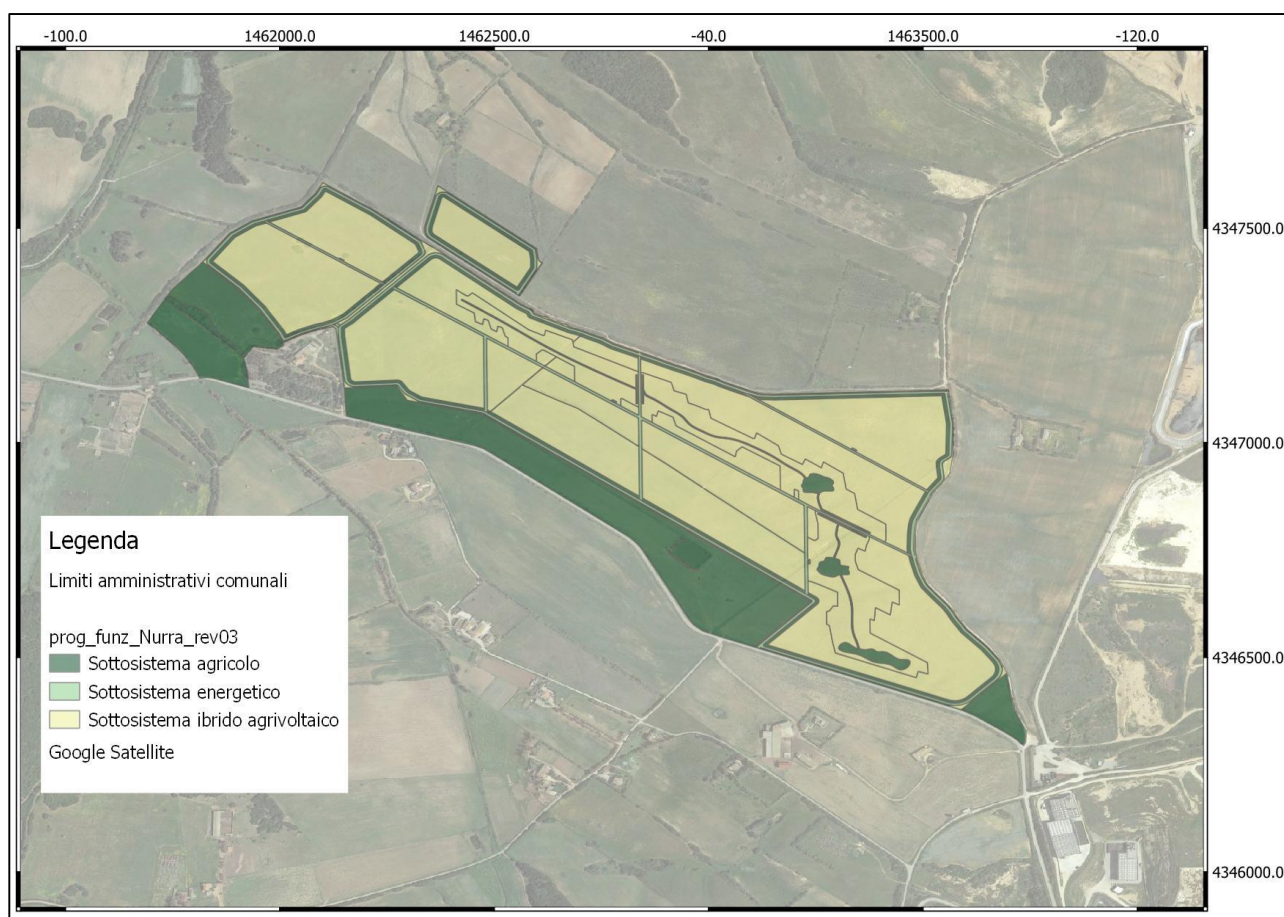 -100.0 1462000.0 1462500.0 -40.0 1463500.0 -120.0
4347500.0
4347000.0
Legenda
Limiti amministrativi comunali
prog_funz_Nurra_rev03
Sottosistema agricolo
Sottosistema energetico
Sottosistema ibrido agrivoltaico
Google Satellite
4346500.0
4346000.0